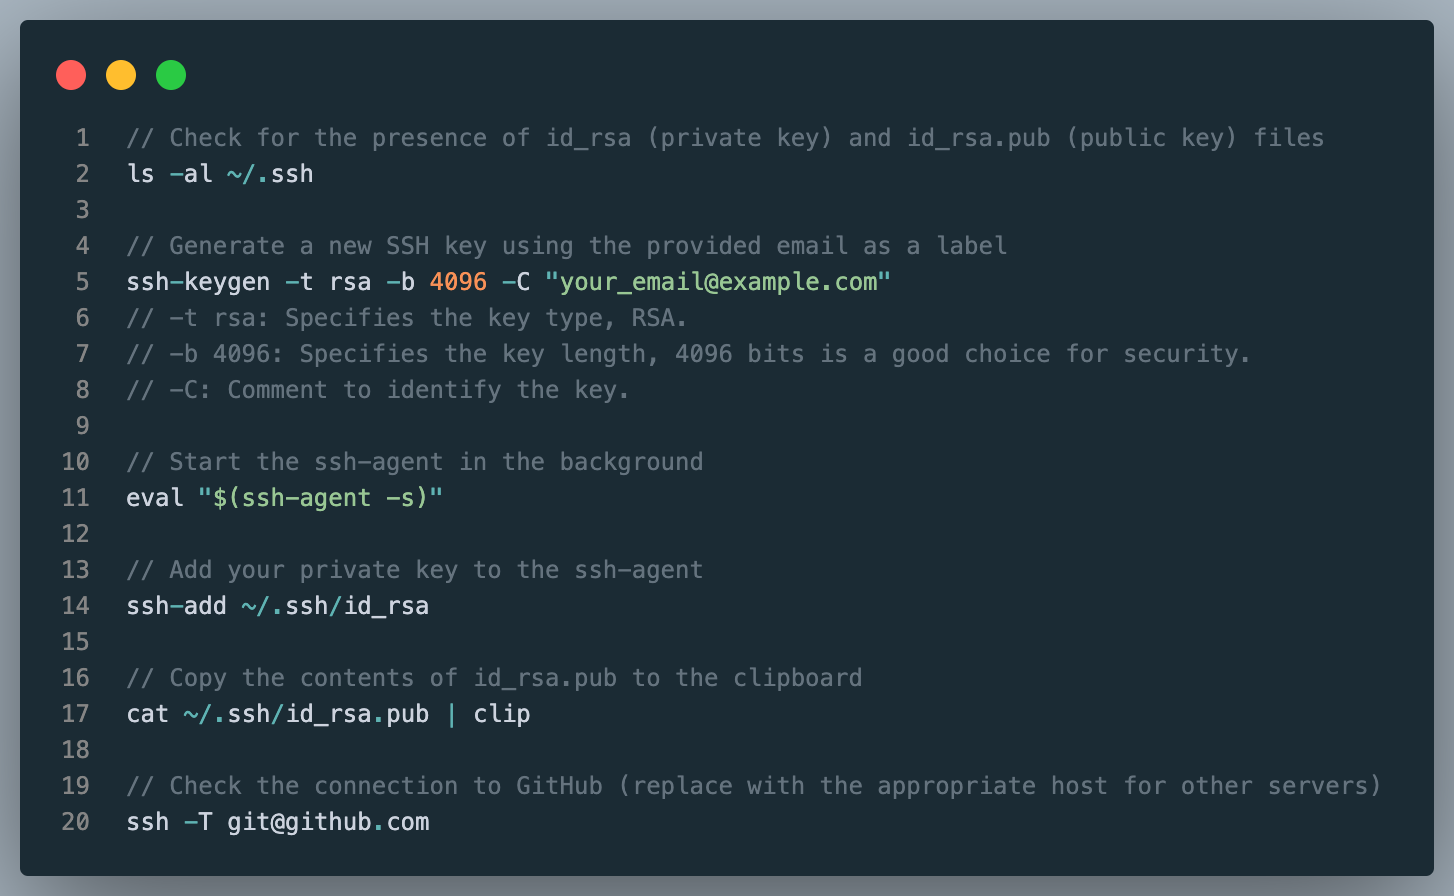 1 // Check for the presence of id_rsa (private key) and id_rsa.pub (public key) files
2 ls -al ~/.ssh
3
4 // Generate a new SSH key using the provided email as a label
5 ssh-keygen -t rsa -b 4096 -C "your_email@example.com"
6 // -t rsa: Specifies the key type, RSA.
7 // -b 4096: Specifies the key length, 4096 bits is a good choice for security.
8 // -C: Comment to identify the key.
9
10 // Start the ssh-agent in the background
11 eval "$(ssh-agent -s)"
12
13 // Add your private key to the ssh-agent
14 ssh-add ~/.ssh/id_rsa
15
16 // Copy the contents of id_rsa.pub to the clipboard
17 cat ~/.ssh/id_rsa.pub | clip
18
19 // Check the connection to GitHub (replace with the appropriate host for other servers)
20 ssh -T git@github.com